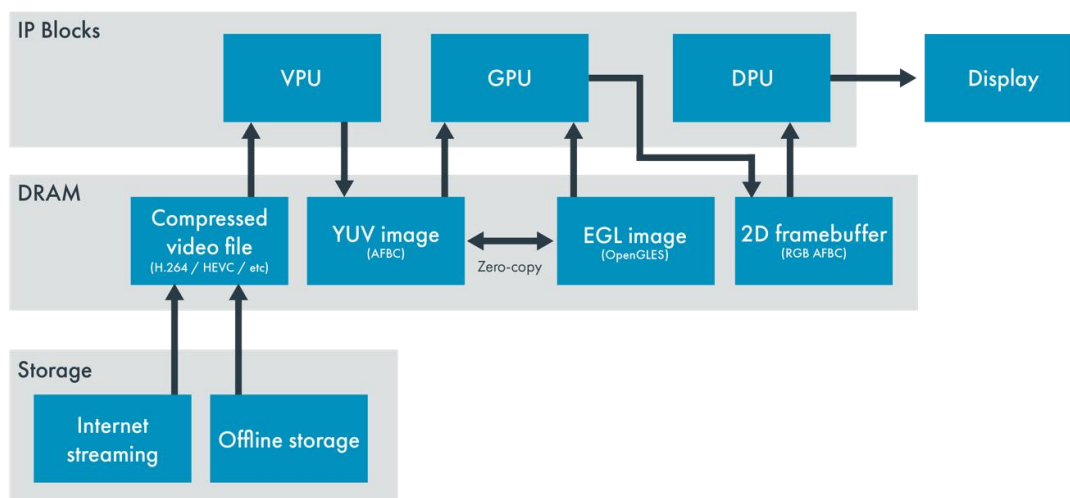 IP Blocks
VPU
GPU
DPU
Display
DRAM
Compressed
video file
(H.264 / HEVC / etc)
YUV image
(AFBC)
Zero-copy
EGL image
(OpenGLES)
2D framebuffer
(RGB AFBC)
Storage
Internet
streaming
Offline storage